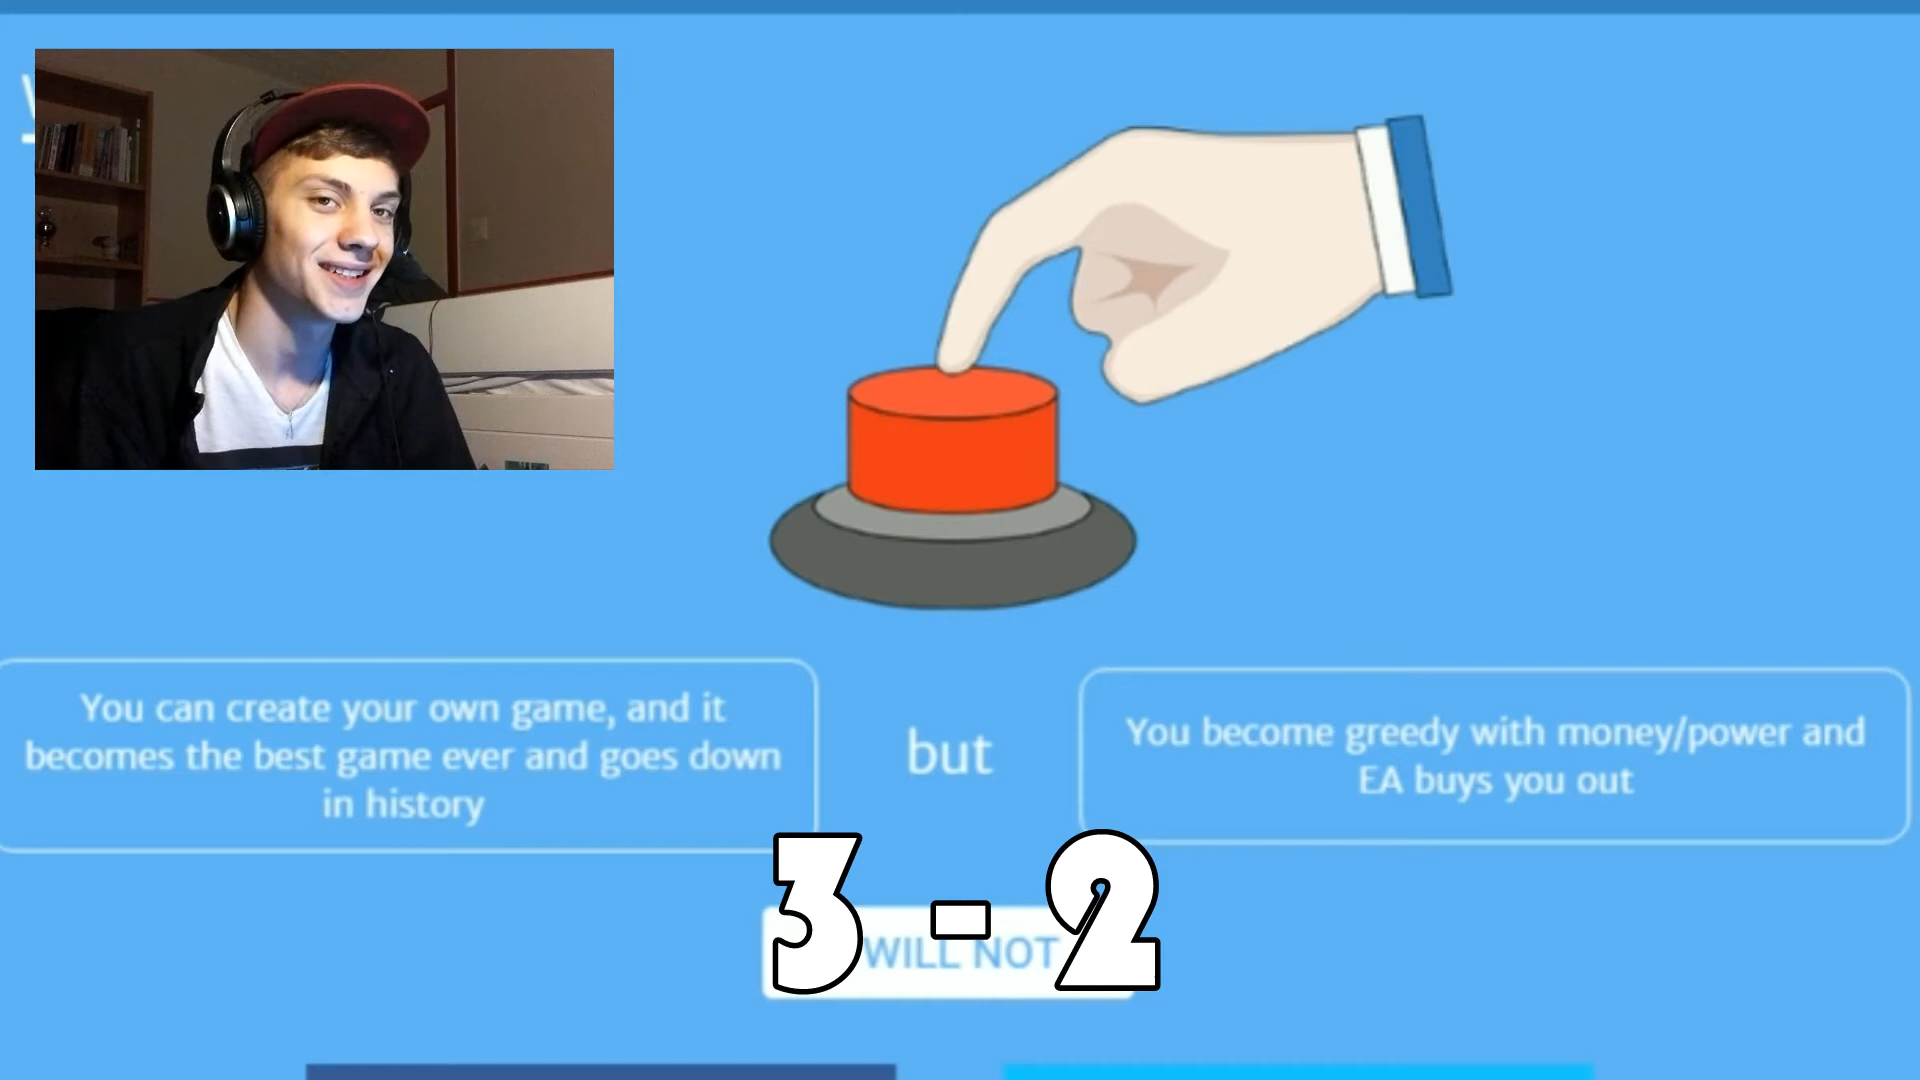 You can create your own game, and it
becomes the best game ever and goes down
in history
but
You become greedy with money/power and
EA buys you out
3 - 2
WILL NOT